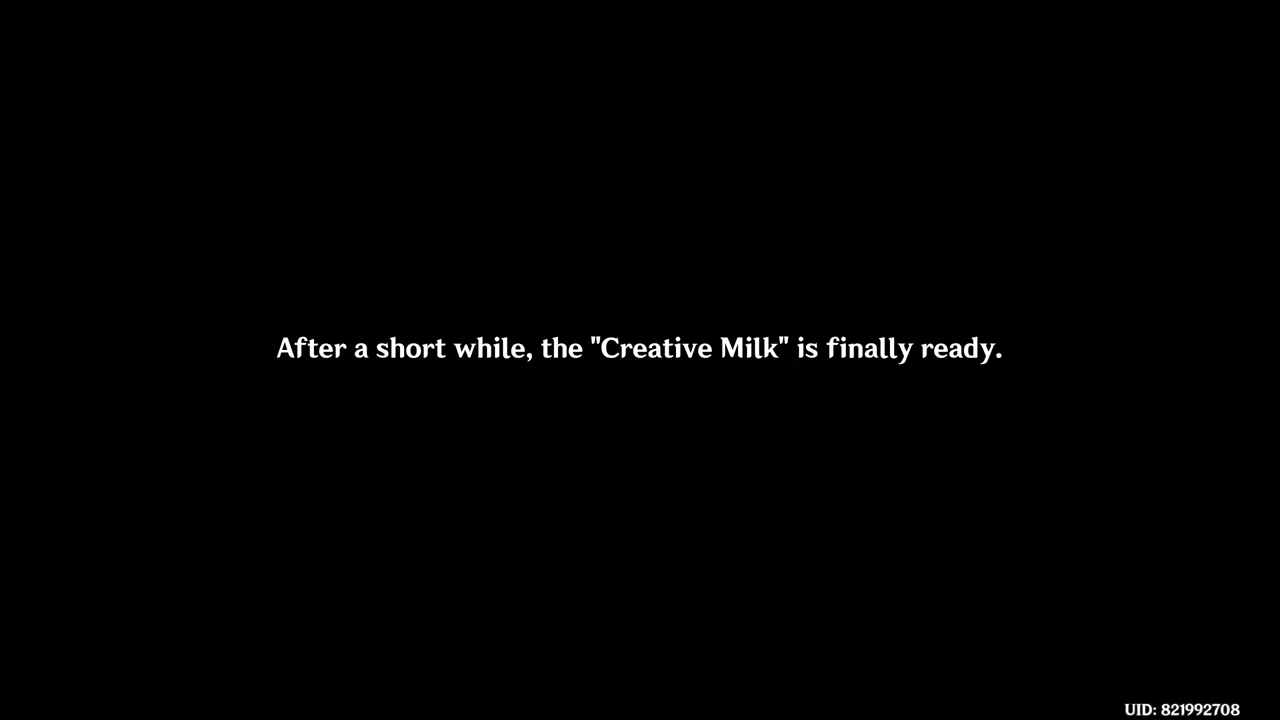 After a short while, the "Creative Milk" is finally ready.
UID: 821992708